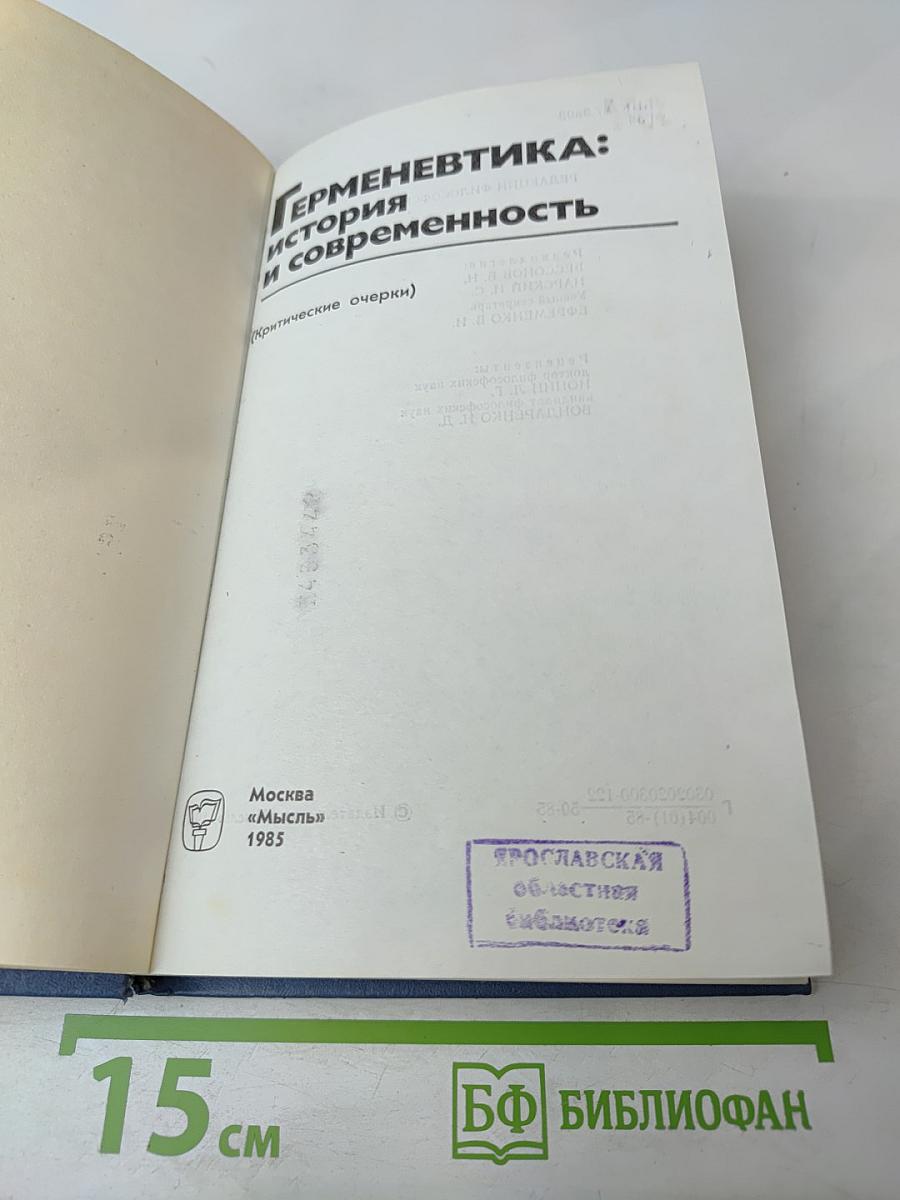 Герменевтика:
история
и современность
(Критические очерки)
Москва
«Мысль»
1985
ЯРОСЛАВСКАЯ
областная
библиотека
15 см
БФ БИБЛИОФАН